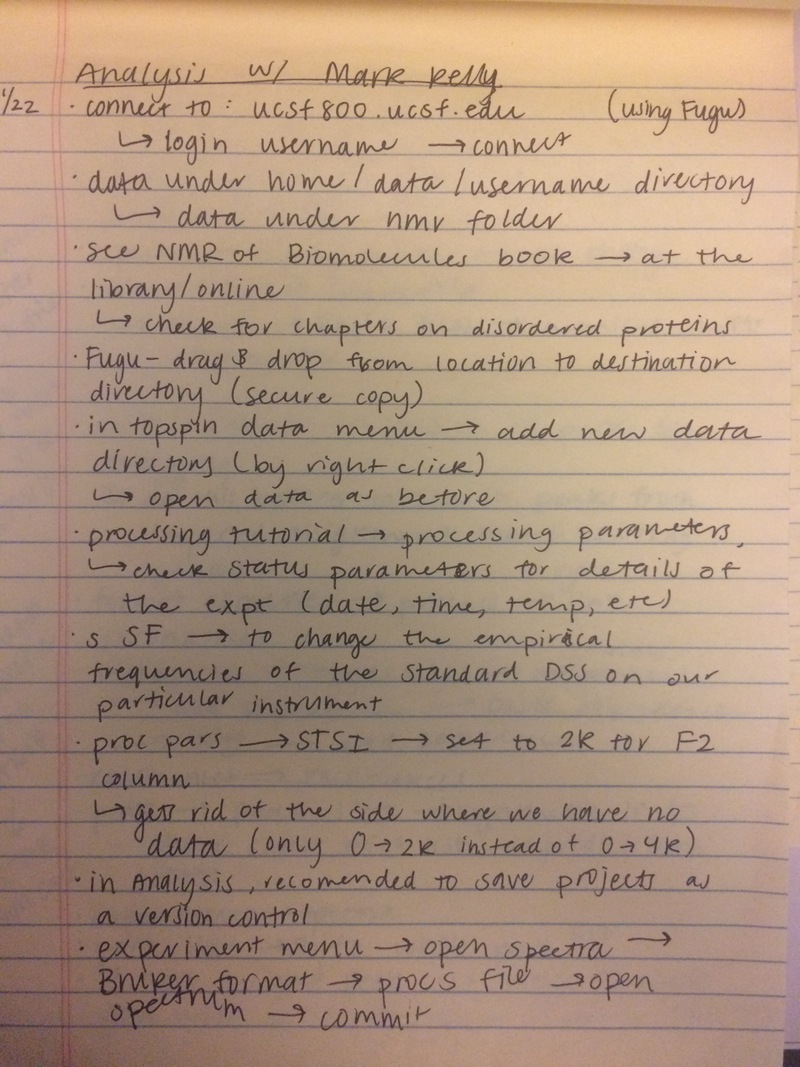 Analysis w/ Mark Kelly
1/22 · connect to: ucsf800.ucsf.edu (using Fugu)
↳ login username → connect
· data under home/data/username directory
↳ data under nmr folder
· see NMR of Biomolecules book → at the
library/online
↳ check for chapters on disordered proteins
· Fugu - drag & drop from location to destination
directory (secure copy)
· in topspin data menu → add new data
directory (by right click)
↳ open data as before
· processing tutorial → processing parameters,
↳ check status parameters for details of
the expt (date, time, temp, etc)
· s SF → to change the empirical
frequencies of the standard DSS on our
particular instrument
· proc pars → STSI → set to 2k for F2
column
↳ gets rid of the side where we have no
data (only 0→2k instead of 0→4k)
· in Analysis, recomended to save projects as
a version control
· experiment menu → open spectra →
Bruker format → procs file → open
spectrum → commit